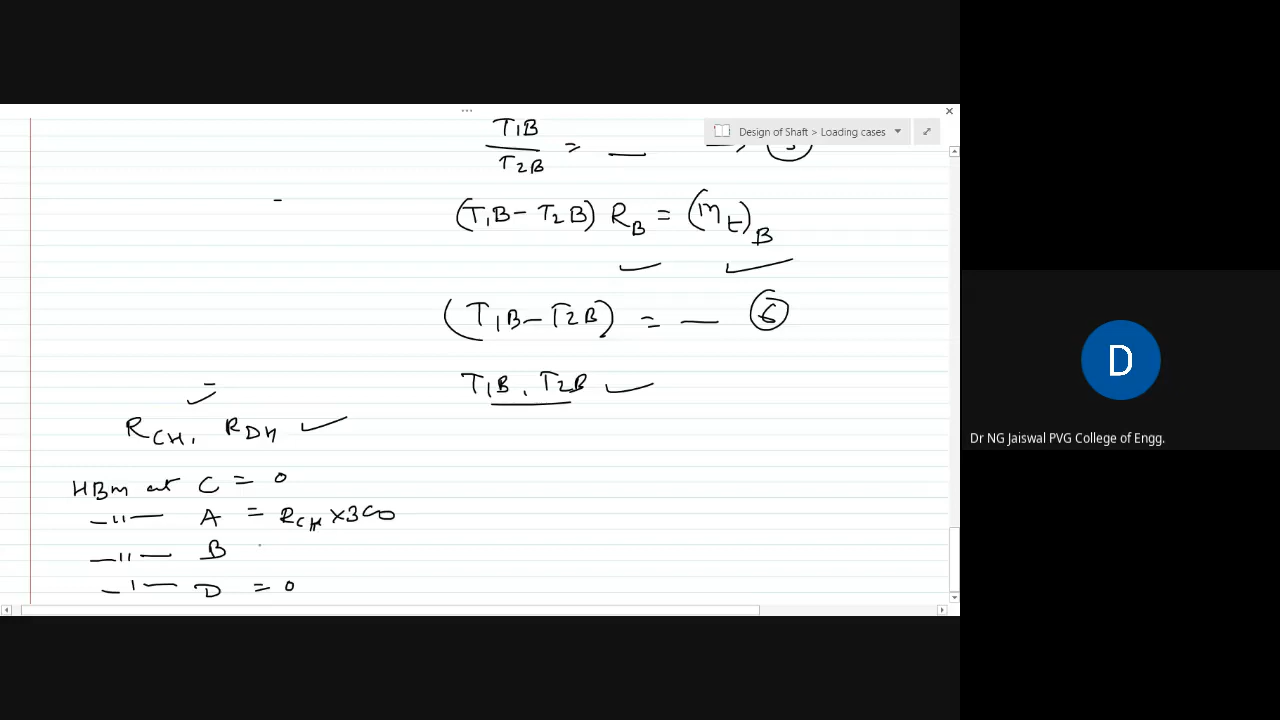 Design of Shaft > Loading cases
T1B
T2B = —
(T1B - T2B) RB = (Mt)B
(T1B - T2B) = — 6
T1B, T2B
RCH, RDH
HBM at C = 0
—"— A = RCH X 300
—"— B
—"— D = 0
D
Dr NG Jaiswal PVG College of Engg.